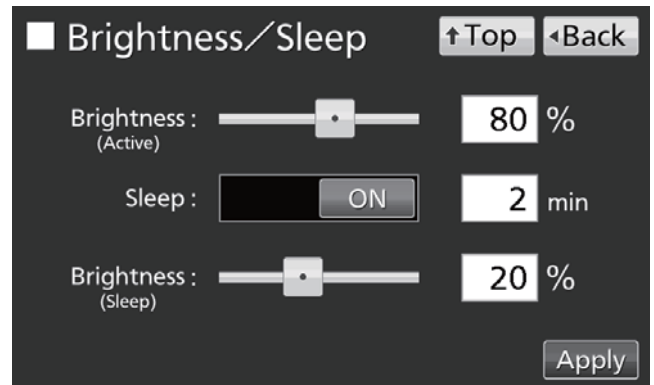 Brightness／Sleep
Top
Back
Brightness :
(Active)
80 %
Sleep :
ON
2 min
Brightness :
(Sleep)
20 %
Apply